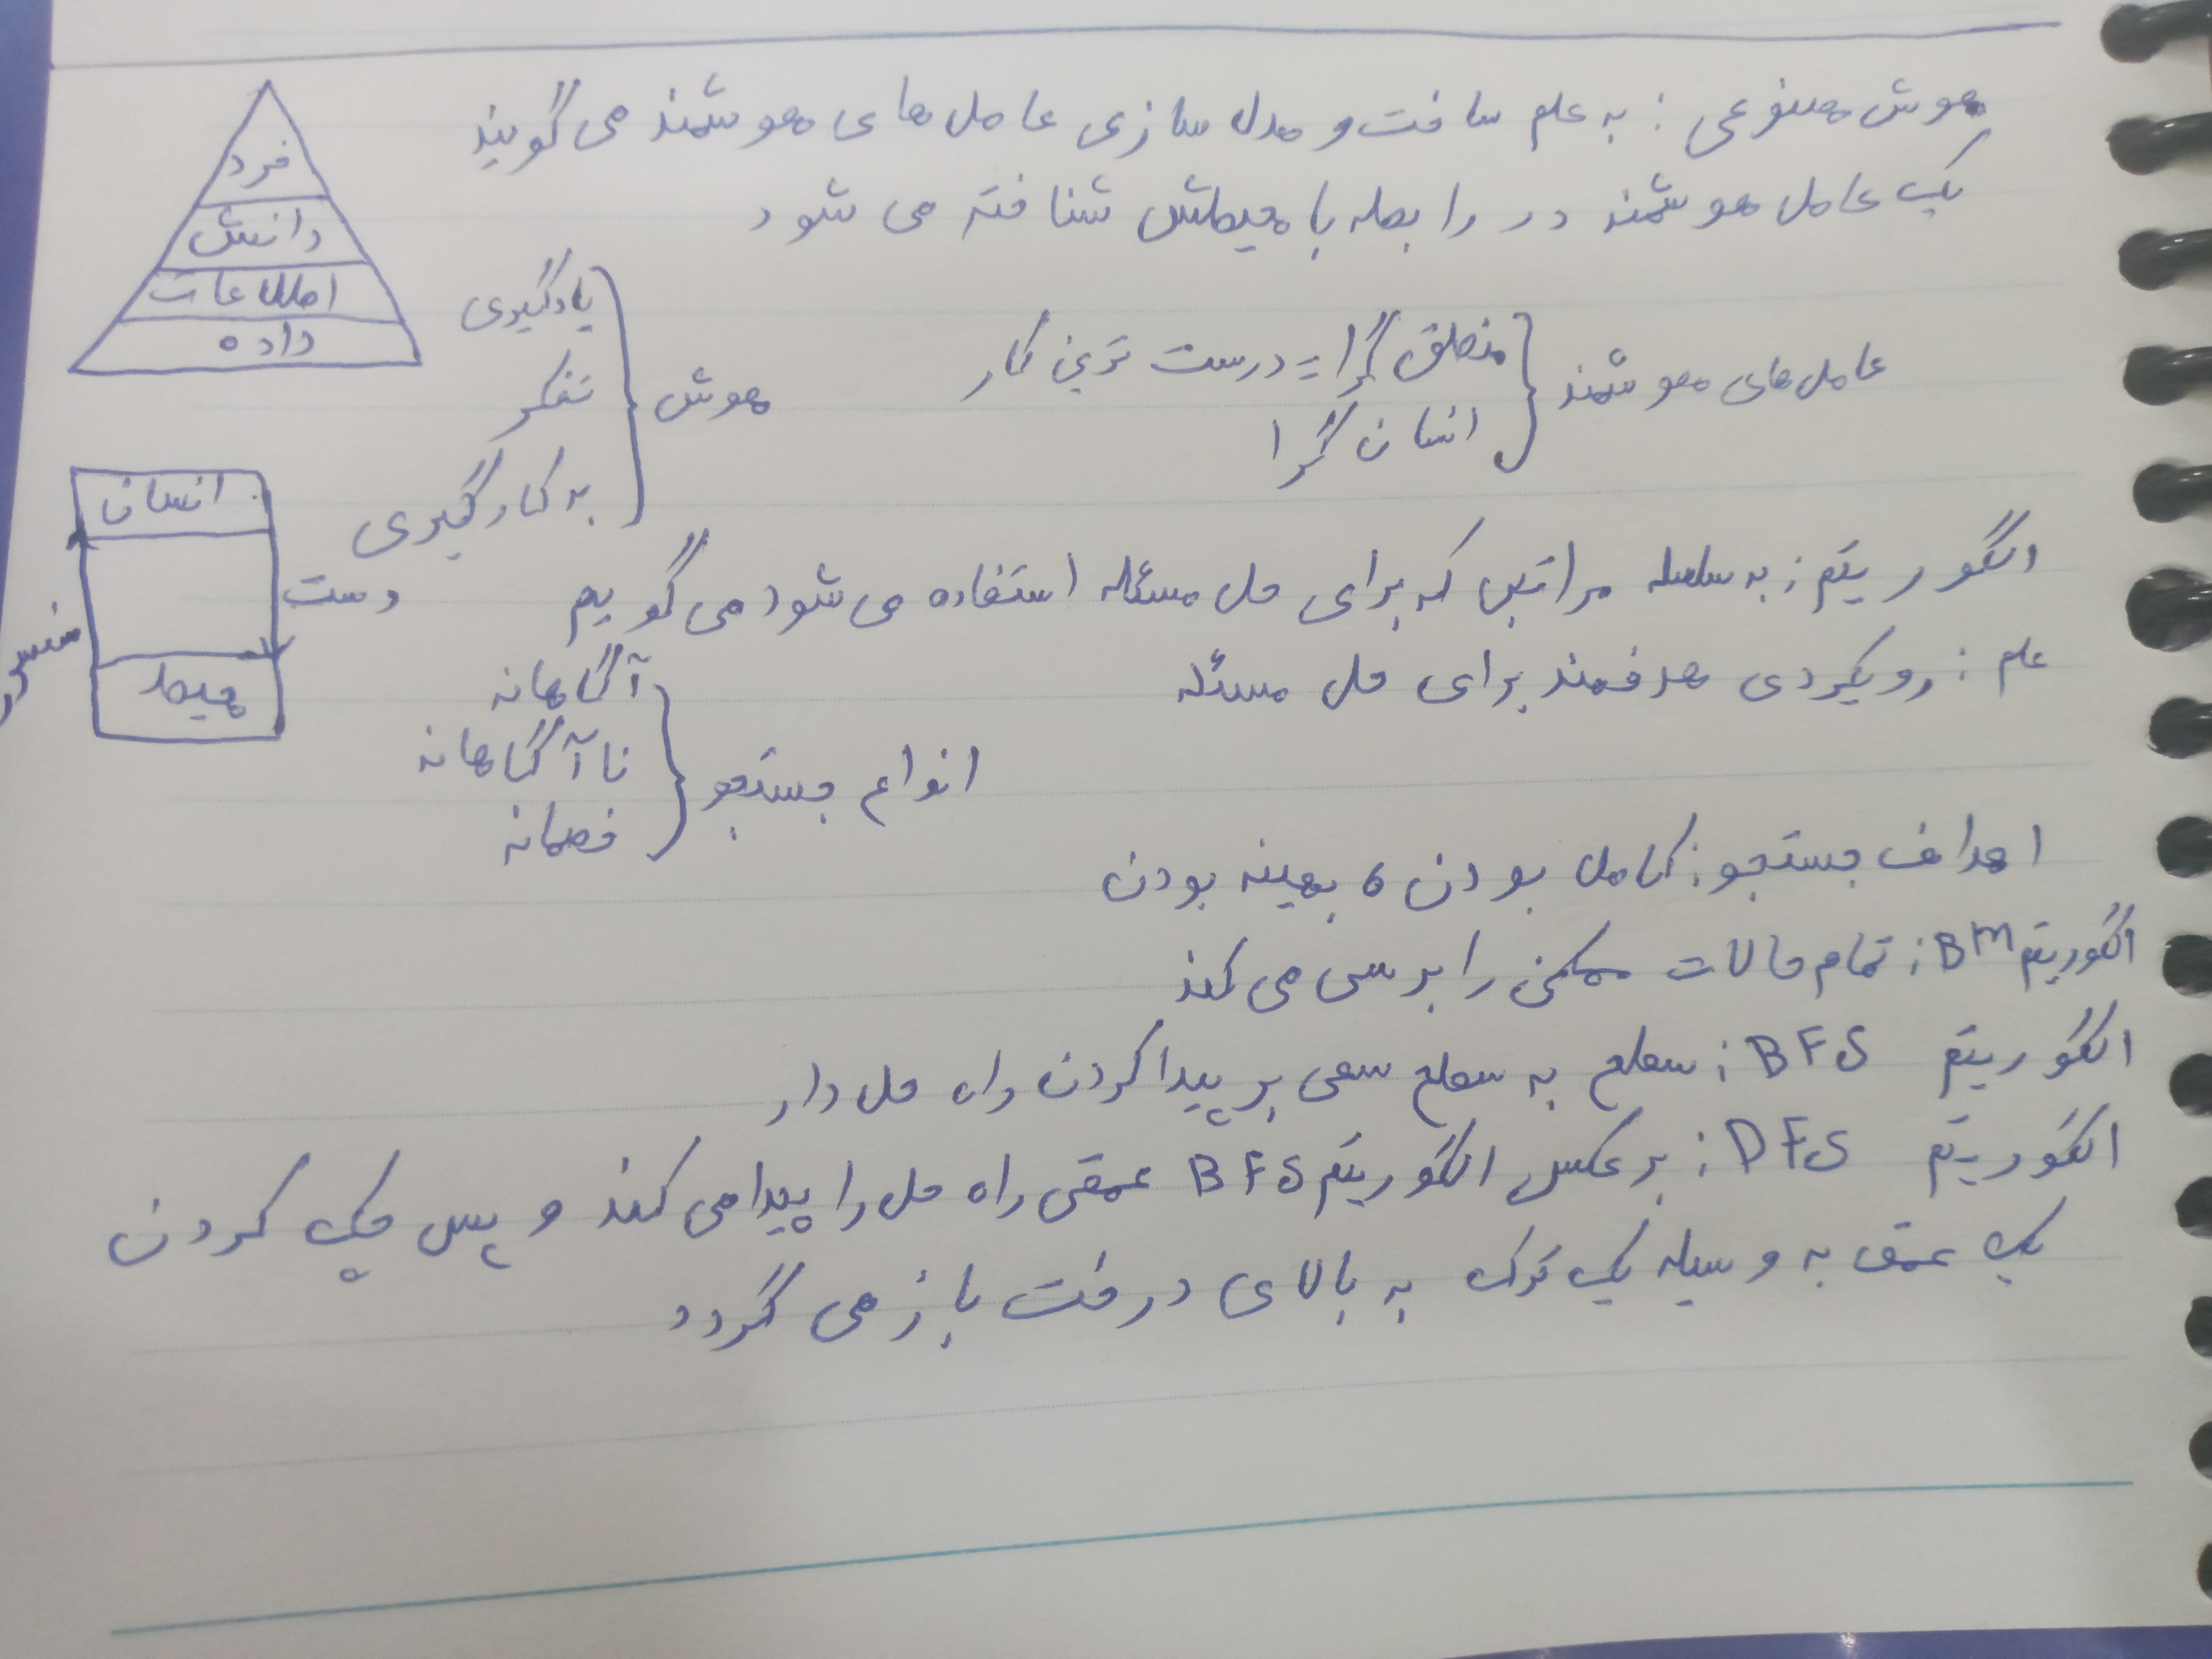 هوش مصنوعی : به علم ساخت و مدل سازی عامل های هوشمند می گویند
یک عامل هوشمند در رابطه با محیطش شناخته می شود
خرد
دانش
اطلاعات
داده
عامل های هوشمند
منطق گرا = درست ترین کار
انسان گرا
هوش
یادگیری
تفکر
به کارگیری
انسان
دست
محیط
الگوریتم : به سلسله مراتبی که برای حل مسئله استفاده می شود می گویم
علم : رویکردی هدفمند برای حل مسئله
انواع جستجو
آگاهانه
ناآگاهانه
خصمانه
اهداف جستجو : کامل بودن ، بهینه بودن
الگوریتم BM : تمام حالات ممکن را بررسی می کند
الگوریتم BFS : سطح به سطح سعی بر پیدا کردن راه حل دارد
الگوریتم DFS : برعکس الگوریتم BFS عمقی راه حل را پیدا می کند و پس چک کردن
یک عمق به وسیله یک ترک به بالای درخت باز می گردد